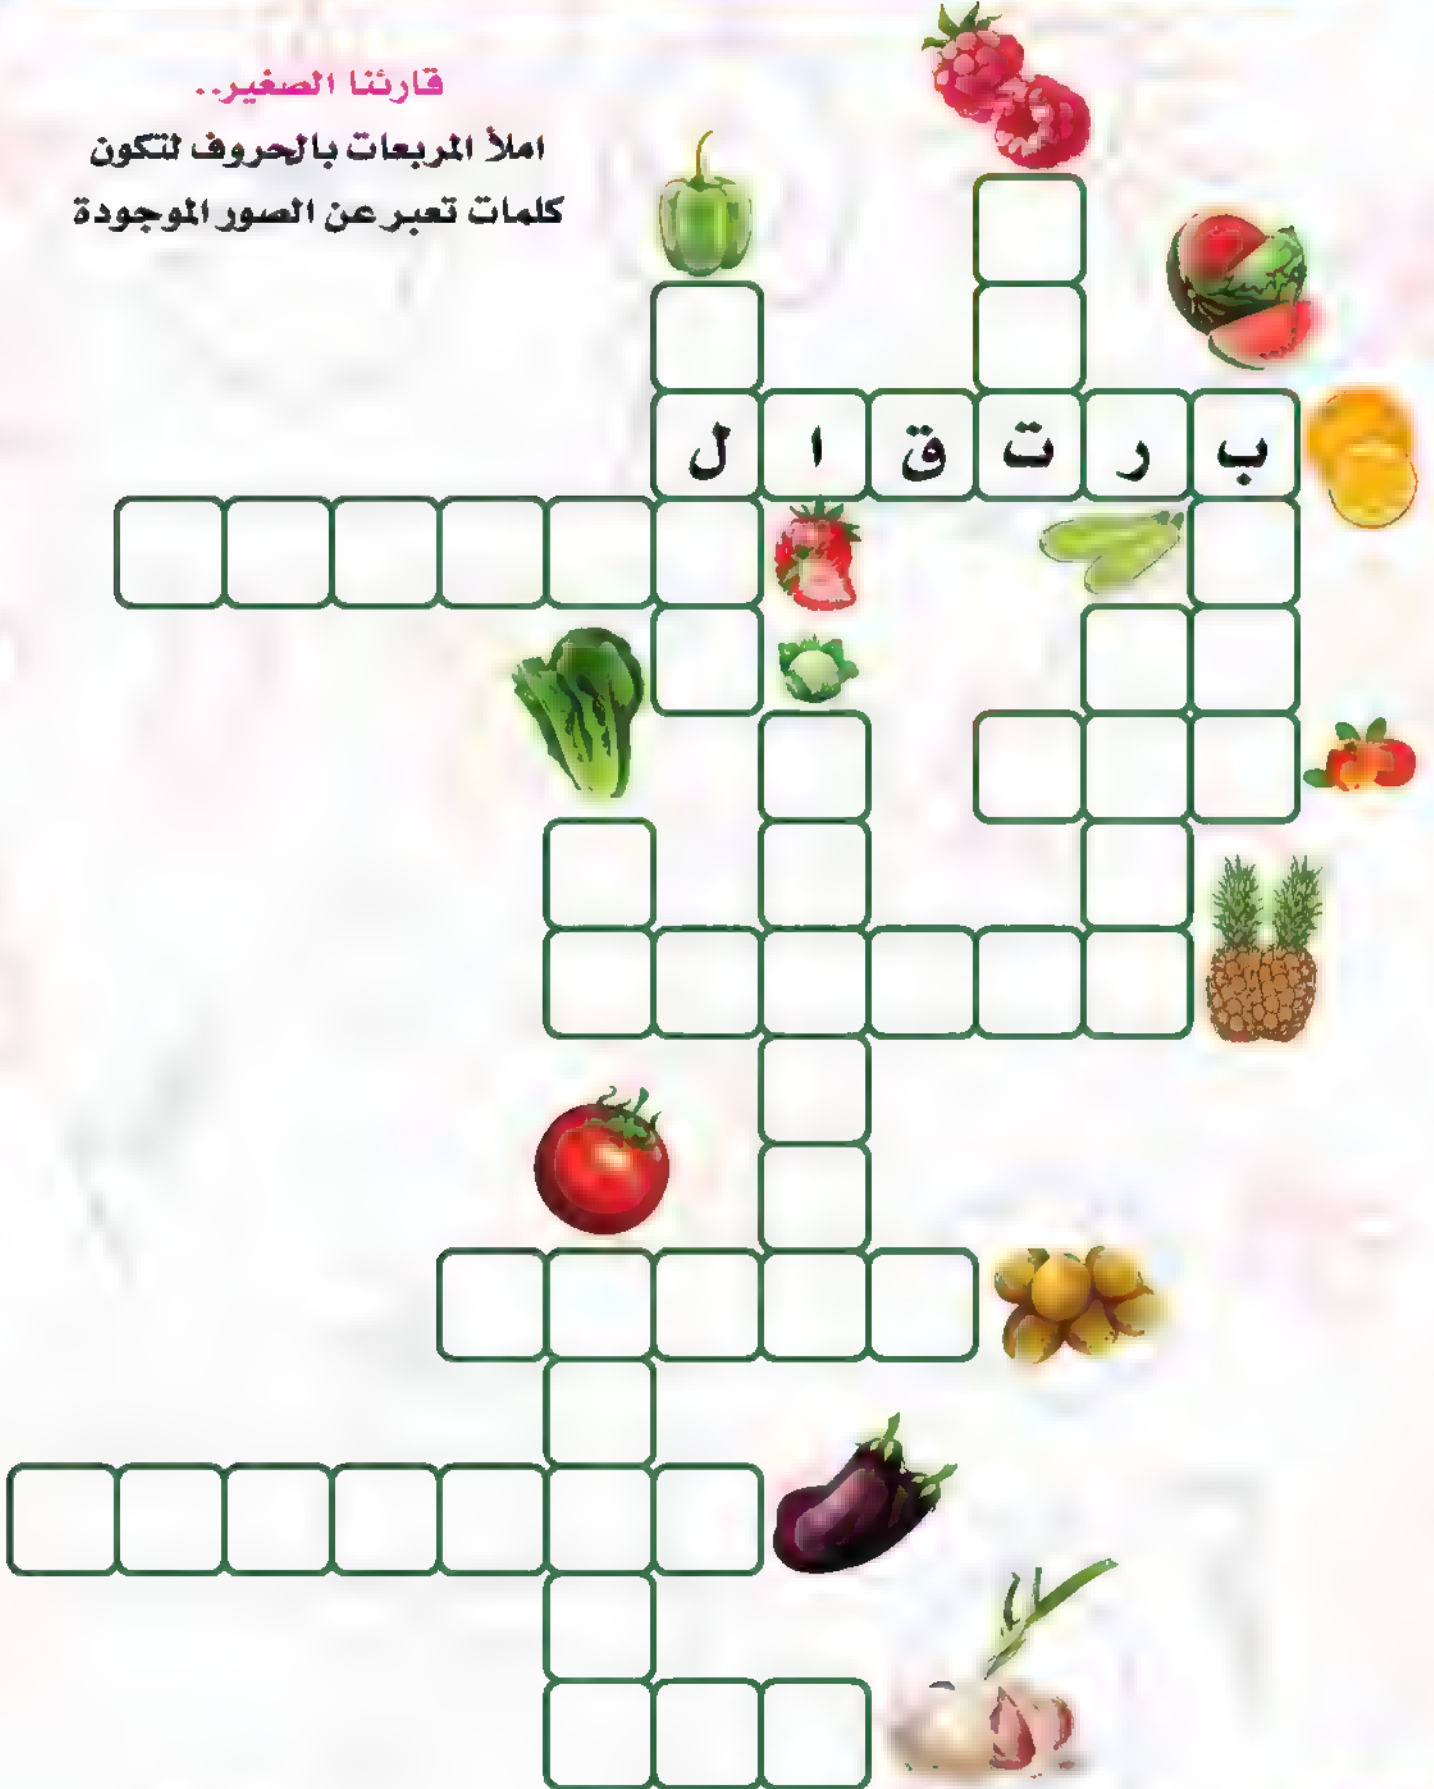 قارئنا الصغير..
املأ المربعات بالحروف لتكون
كلمات تعبر عن الصور الموجودة
ب ر ت ق ا ل